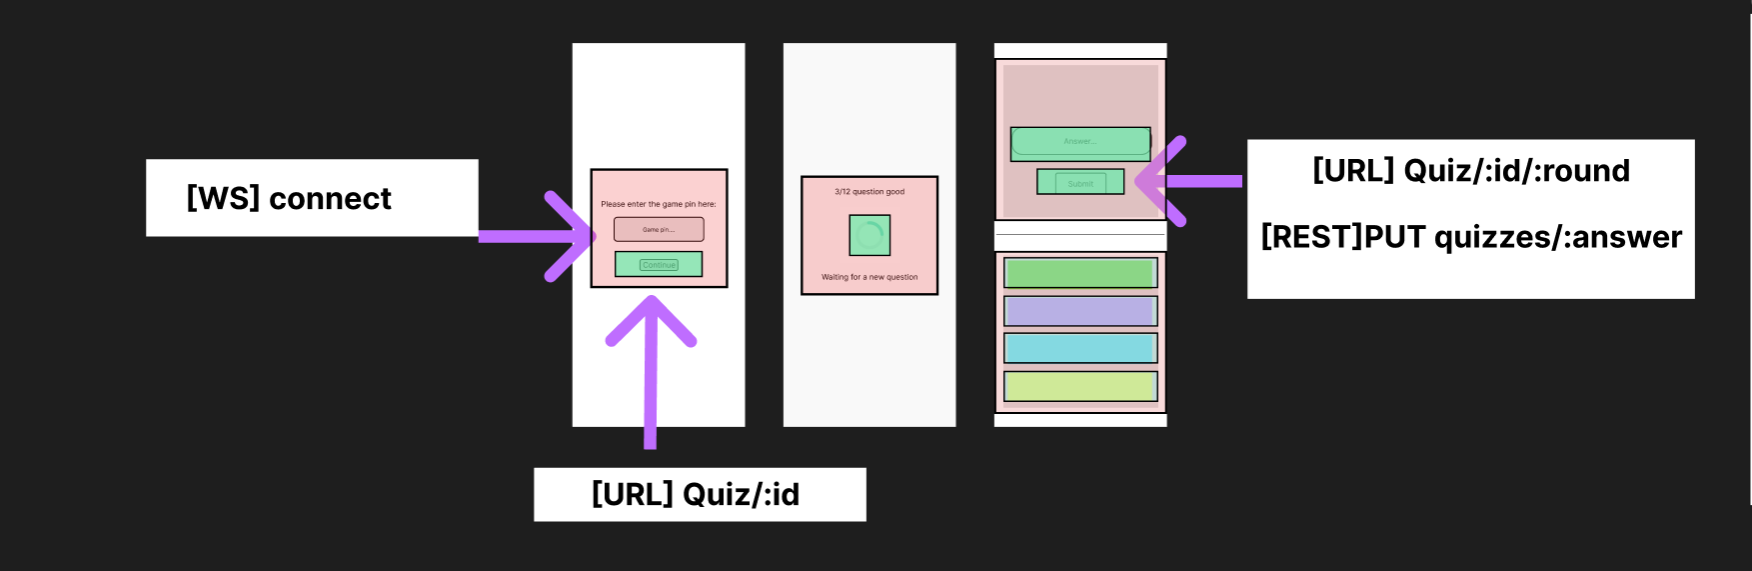 [WS] connect
Please enter the game pin here:
Game pin...
Continue
[URL] Quiz/:id
3/12 question good
Waiting for a new question
Answer...
Submit
[URL] Quiz/:id/:round
[REST]PUT quizzes/:answer